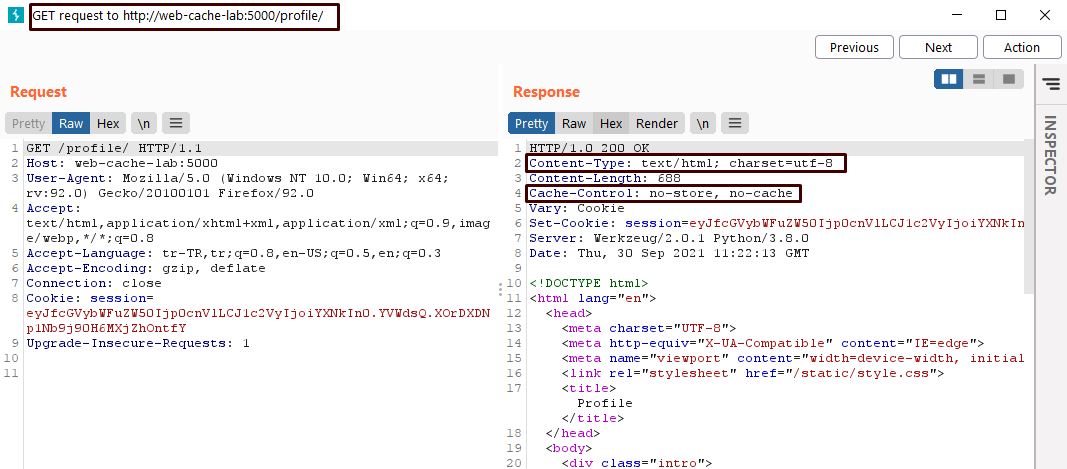 GET request to http://web-cache-lab:5000/profile/
Previous
Next
Action
Request
Pretty Raw Hex \n
1 GET /profile/ HTTP/1.1
2 Host: web-cache-lab:5000
3 User-Agent: Mozilla/5.0 (Windows NT 10.0; Win64; x64;
rv:92.0) Gecko/20100101 Firefox/92.0
4 Accept:
text/html,application/xhtml+xml,application/xml;q=0.9,imag
e/webp,*/*;q=0.8
5 Accept-Language: tr-TR,tr;q=0.8,en-US;q=0.5,en;q=0.3
6 Accept-Encoding: gzip, deflate
7 Connection: close
8 Cookie: session=
eyJfcGVybWFuZW50Ijp0cnVlLCJ1c2VyIjoiYXNkIn0.YVWdsQ.XOrDXDN
p1Nb9j9OH6MXjZhOntfY
9 Upgrade-Insecure-Requests: 1
10
11
Response
Pretty Raw Hex Render \n
1 HTTP/1.0 200 OK
2 Content-Type: text/html; charset=utf-8
3 Content-Length: 688
4 Cache-Control: no-store, no-cache
5 Vary: Cookie
6 Set-Cookie: session=eyJfcGVybWFuZW50Ijp0cnVlLCJ1c2VyIjoiYXNkIn
7 Server: Werkzeug/2.0.1 Python/3.8.0
8 Date: Thu, 30 Sep 2021 11:22:13 GMT
9
10 <!DOCTYPE html>
11 <html lang="en">
12 <head>
13 <meta charset="UTF-8">
14 <meta http-equiv="X-UA-Compatible" content="IE=edge">
15 <meta name="viewport" content="width=device-width, initial
16 <link rel="stylesheet" href="/static/style.css">
17 <title>
Profile
</title>
18 </head>
19 <body>
20 <div class="intro">
INSPECTOR